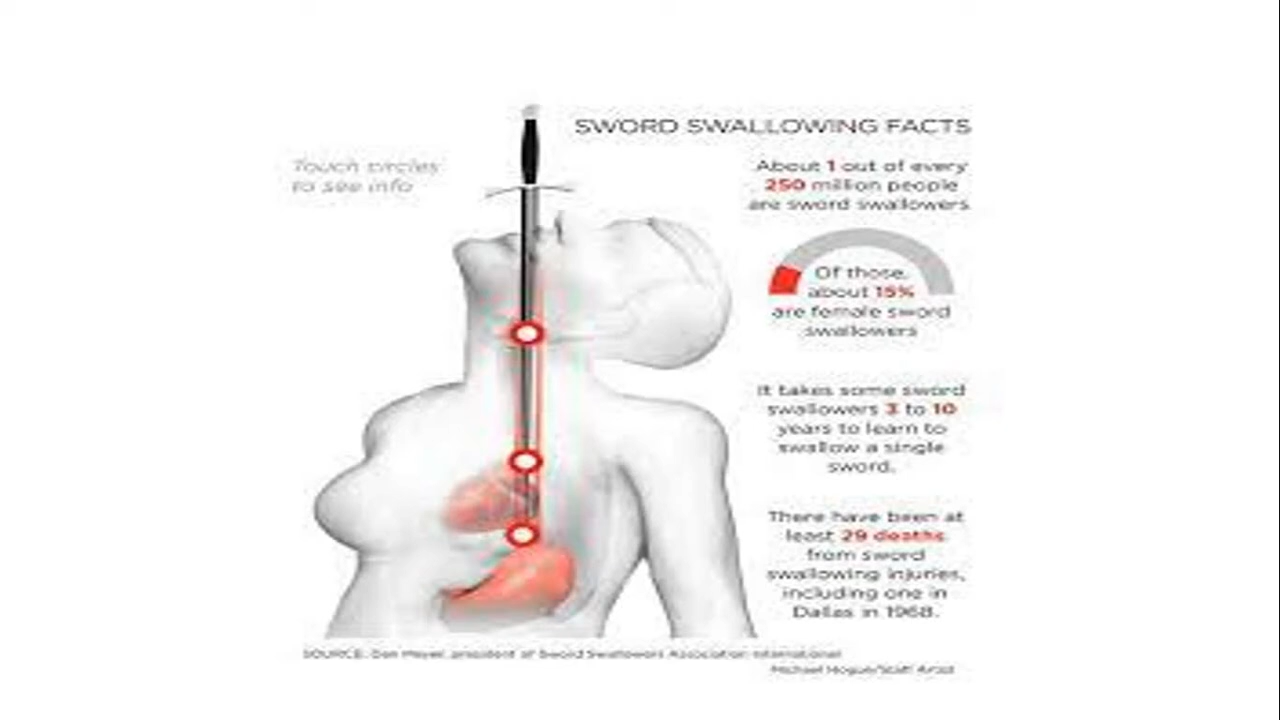 SWORD SWALLOWING FACTS
Touch circles
to see info
About 1 out of every
250 million people
are sword swallowers
Of those,
about 15%
are female sword
swallowers
It takes some sword
swallowers 3 to 10
years to learn to
swallow a single
sword.
There have been at
least 29 deaths
from sword
swallowing injuries,
including one in
Dallas in 1968.
SOURCE: Dan Meyer, president of Sword Swallowers Association International
Michael Hogue/Staff Artist